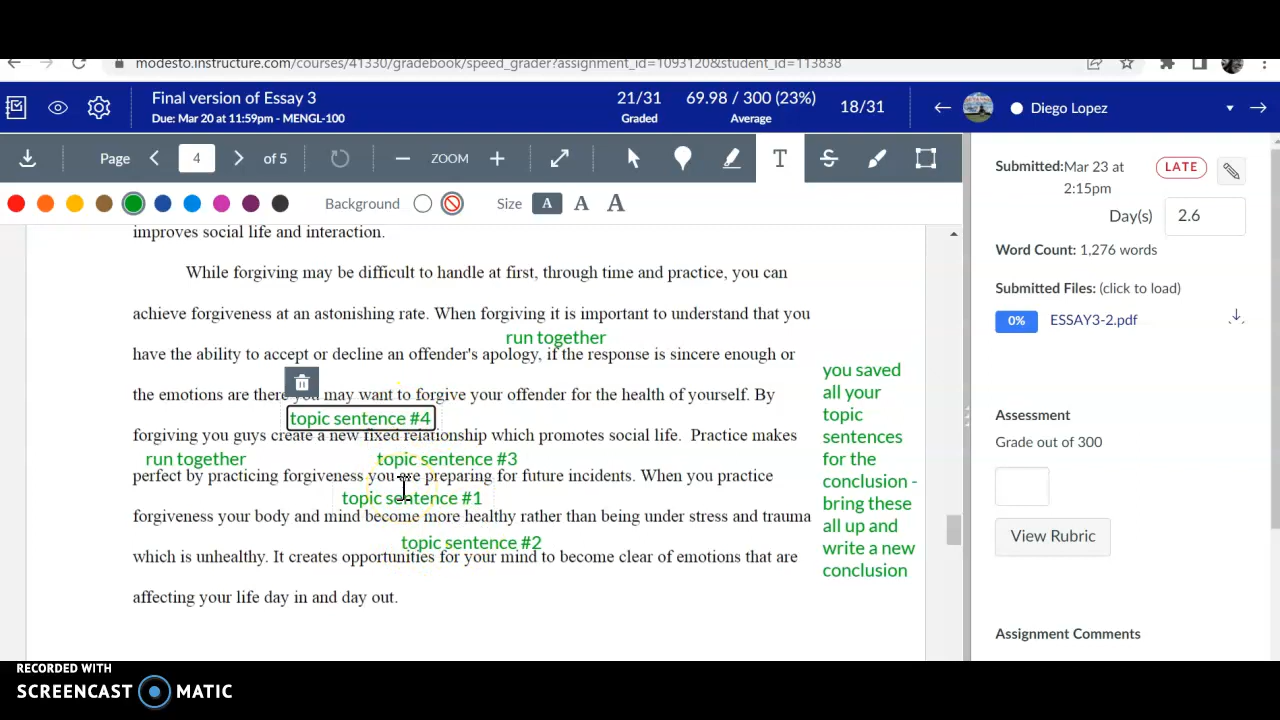 modesto.instructure.com/courses/41330/gradebook/speed_grader?assignment_id=1093120&student_id=113838
Final version of Essay 3
Due: Mar 20 at 11:59pm - MENGL-100
21/31
Graded
69.98 / 300 (23%)
Average
18/31
Diego Lopez
Page
4
of 5
ZOOM
T
Background
Size
A
A
A
Submitted: Mar 23 at
2:15pm
LATE
Day(s)
2.6
Word Count: 1,276 words
Submitted Files: (click to load)
0%
ESSAY3-2.pdf
Assessment
Grade out of 300
View Rubric
Assignment Comments
improves social life and interaction.
While forgiving may be difficult to handle at first, through time and practice, you can
achieve forgiveness at an astonishing rate. When forgiving it is important to understand that you
run together
have the ability to accept or decline an offender's apology, if the response is sincere enough or
the emotions are there you may want to forgive your offender for the health of yourself. By
topic sentence #4
forgiving you guys create a new fixed relationship which promotes social life. Practice makes
run together
topic sentence #3
perfect by practicing forgiveness you are preparing for future incidents. When you practice
topic sentence #1
forgiveness your body and mind become more healthy rather than being under stress and trauma
topic sentence #2
which is unhealthy. It creates opportunities for your mind to become clear of emotions that are
affecting your life day in and day out.
you saved
all your
topic
sentences
for the
conclusion -
bring these
all up and
write a new
conclusion
RECORDED WITH
SCREENCAST MATIC